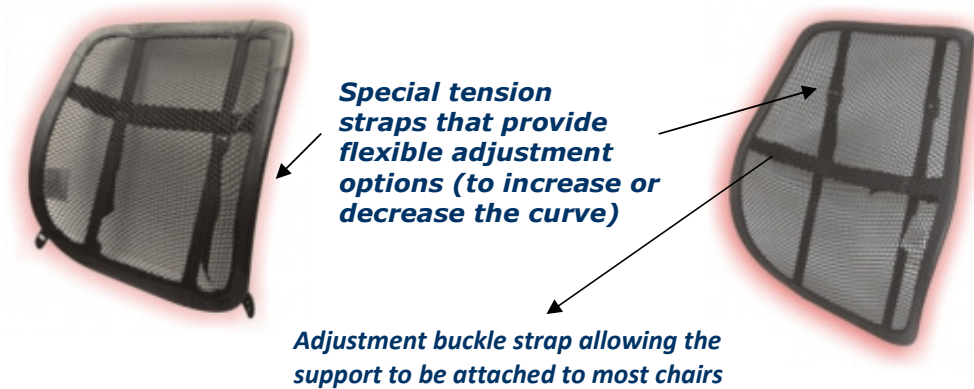 Special tension
straps that provide
flexible adjustment
options (to increase or
decrease the curve)
Adjustment buckle strap allowing the
support to be attached to most chairs